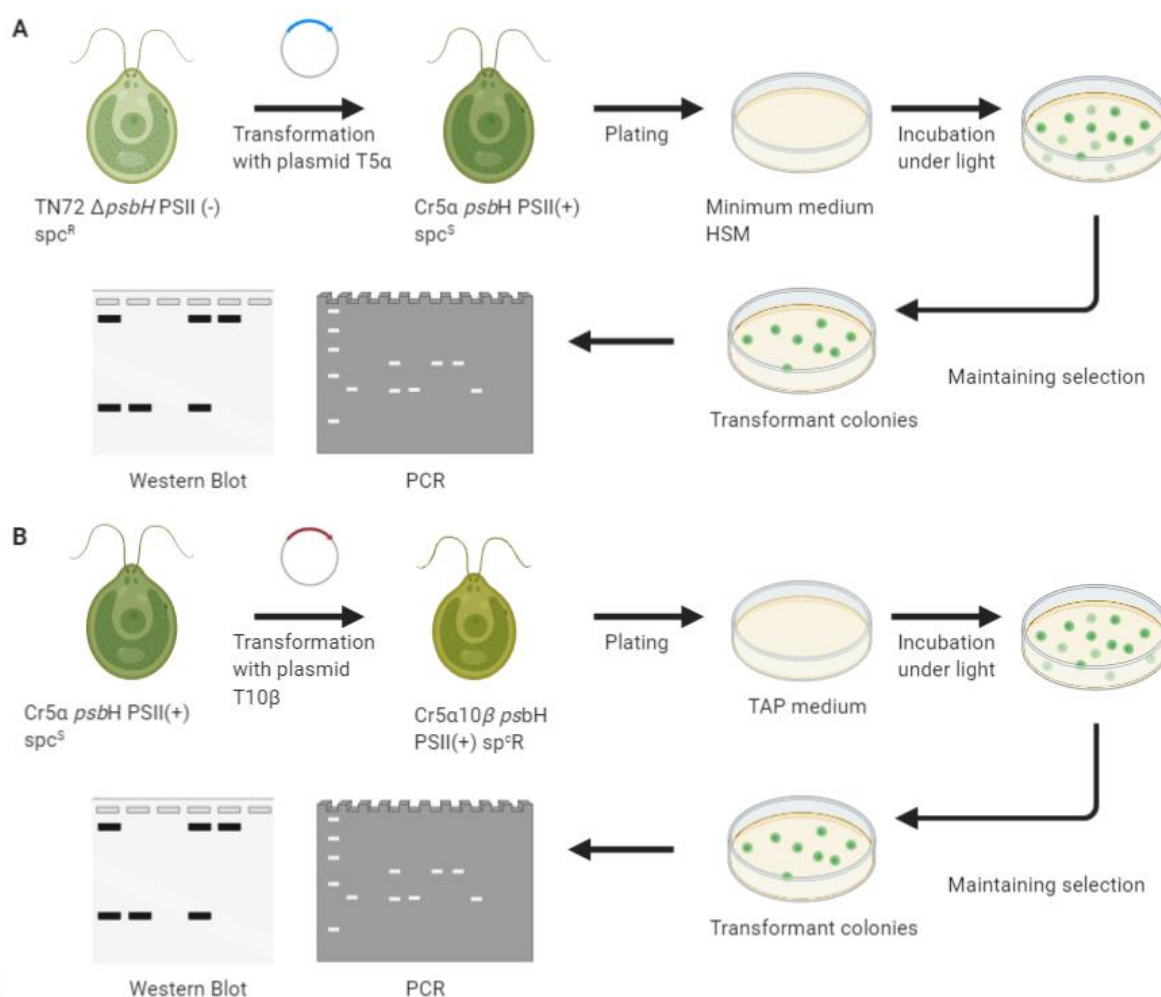 A
Transformation
with plasmid T5α
Plating
Incubation
under light
TN72 ΔpsbH PSII (-)
spcᴿ
Cr5α psbH PSII(+)
spcˢ
Minimum medium
HSM
Maintaining selection
Transformant colonies
Western Blot
PCR
B
Transformation
with plasmid
T10β
Plating
Incubation
under light
TAP medium
Cr5α psbH PSII(+)
spcˢ
Cr5α10β psbH
PSII(+) spᶜR
Maintaining selection
Transformant colonies
Western Blot
PCR